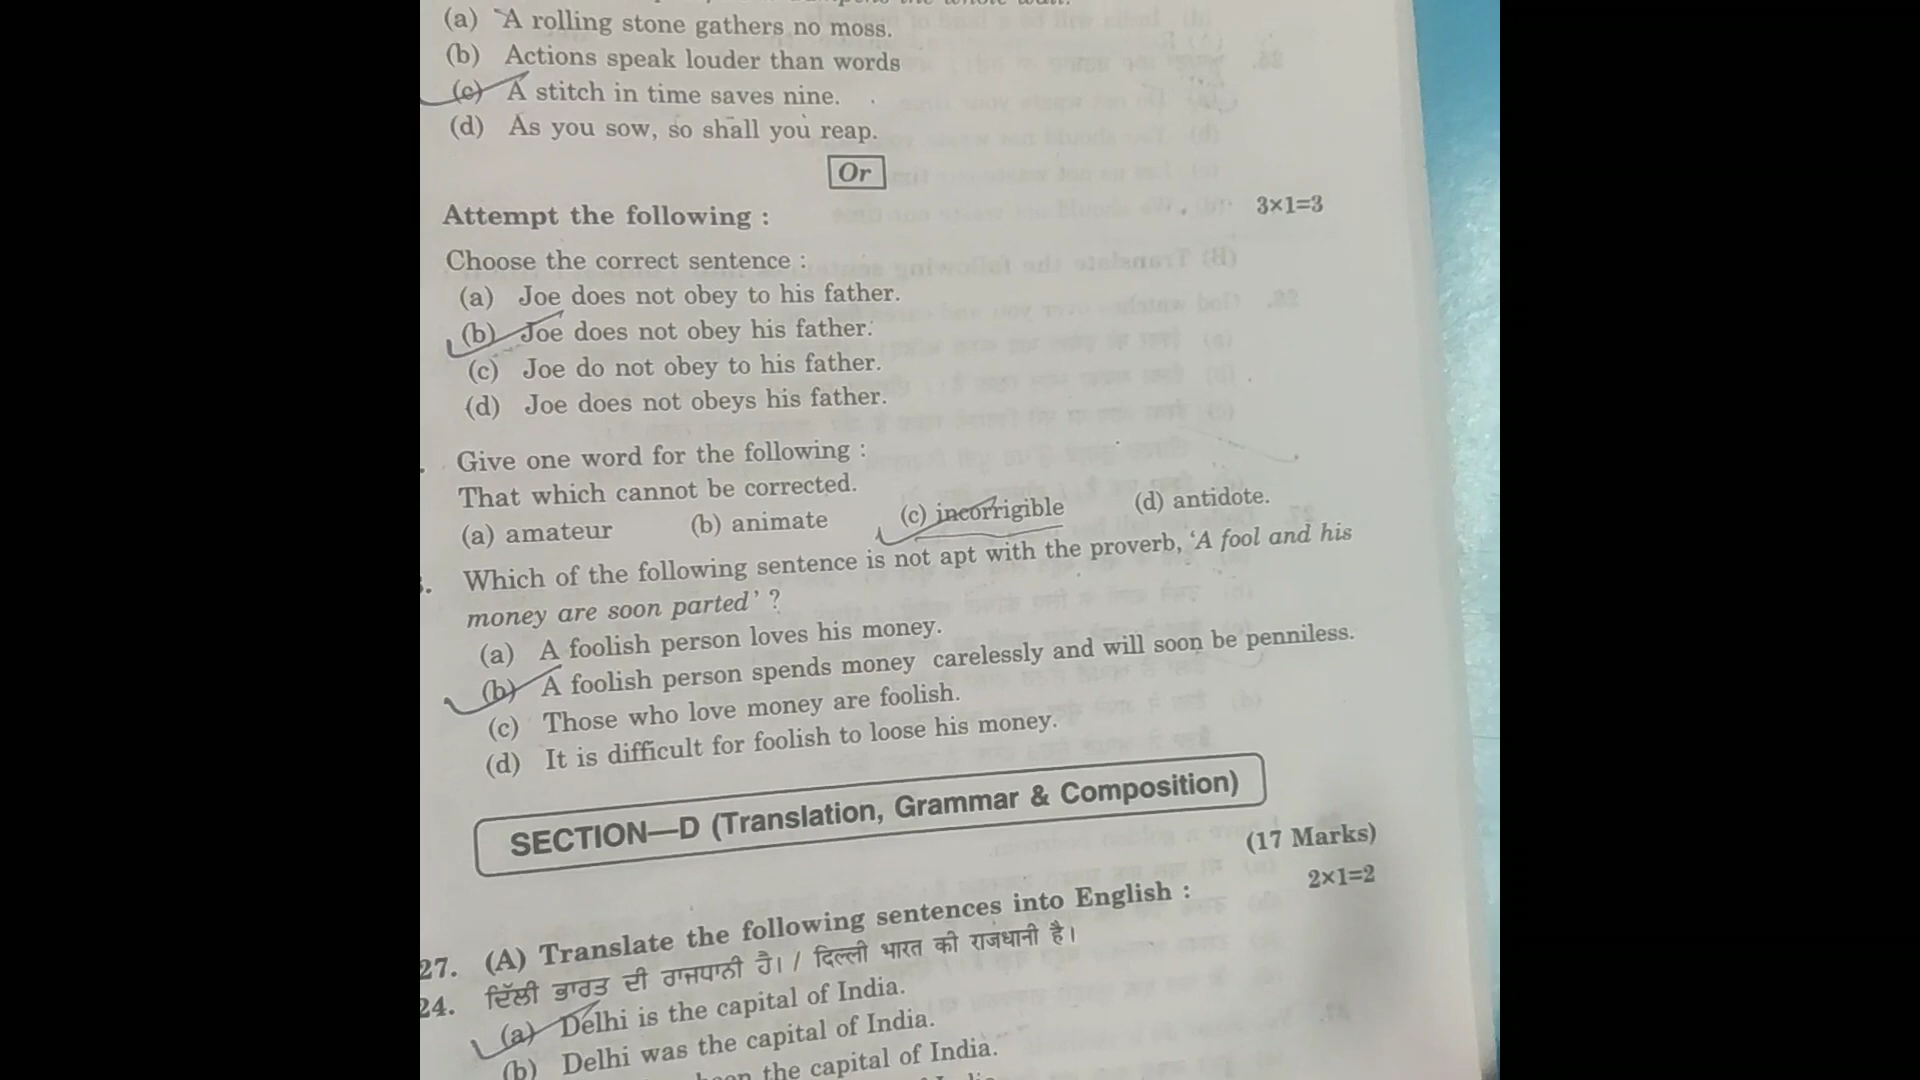 the whole wall.
(a) A rolling stone gathers no moss.
(b) Actions speak louder than words
(c) A stitch in time saves nine.
(d) As you sow, so shall you reap.
Or
Attempt the following : 3×1=3
Choose the correct sentence :
(a) Joe does not obey to his father.
(b) Joe does not obey his father.
(c) Joe do not obey to his father.
(d) Joe does not obeys his father.
Give one word for the following :
That which cannot be corrected.
(a) amateur (b) animate (c) incorrigible (d) antidote.
Which of the following sentence is not apt with the proverb, ‘A fool and his
money are soon parted’ ?
(a) A foolish person loves his money.
(b) A foolish person spends money carelessly and will soon be penniless.
(c) Those who love money are foolish.
(d) It is difficult for foolish to loose his money.
SECTION—D (Translation, Grammar & Composition)
(17 Marks)
27. (A) Translate the following sentences into English : 2×1=2
24. ਦਿੱਲੀ ਭਾਰਤ ਦੀ ਰਾਜਧਾਨੀ ਹੈ। / दिल्ली भारत की राजधानी है।
(a) Delhi is the capital of India.
(b) Delhi was the capital of India.
the capital of India.